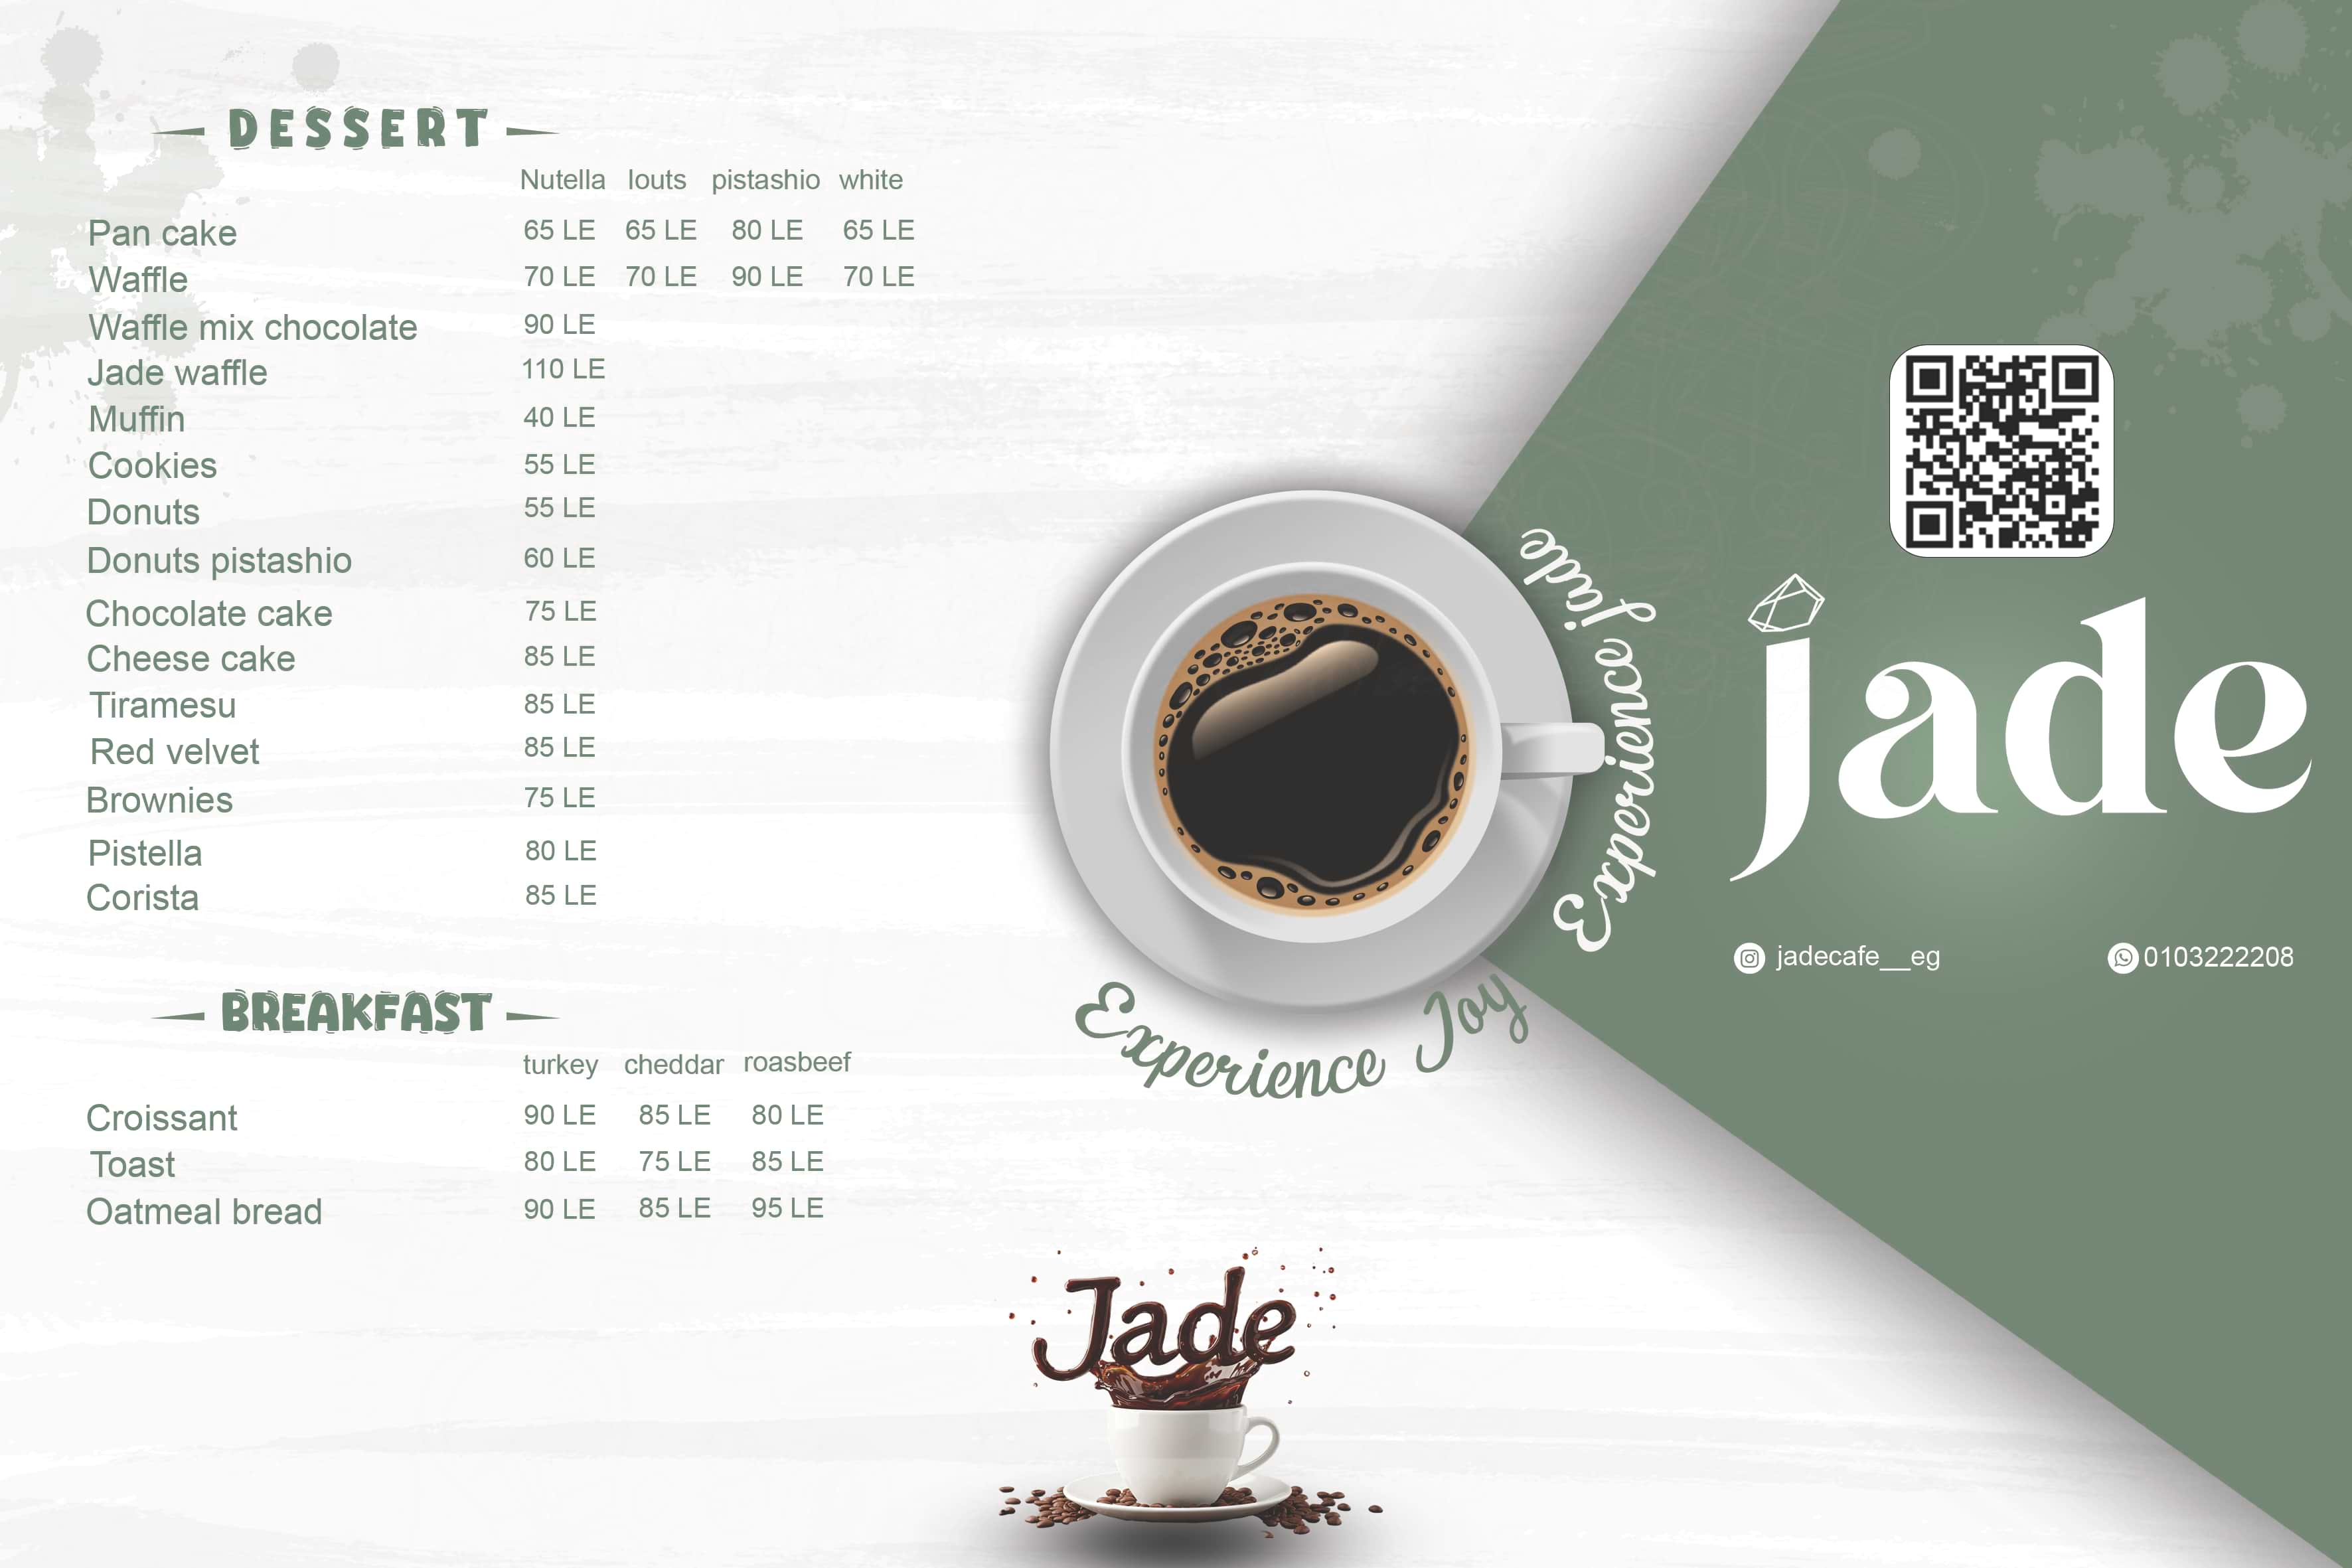 DESSERT
Nutella louts pistashio white
Pan cake 65 LE 65 LE 80 LE 65 LE
Waffle 70 LE 70 LE 90 LE 70 LE
Waffle mix chocolate 90 LE
Jade waffle 110 LE
Muffin 40 LE
Cookies 55 LE
Donuts 55 LE
Donuts pistashio 60 LE
Chocolate cake 75 LE
Cheese cake 85 LE
Tiramesu 85 LE
Red velvet 85 LE
Brownies 75 LE
Pistella 80 LE
Corista 85 LE
BREAKFAST
turkey cheddar roasbeef
Croissant 90 LE 85 LE 80 LE
Toast 80 LE 75 LE 85 LE
Oatmeal bread 90 LE 85 LE 95 LE
Experience Jade
Experience Joy
Jade
jade
jadecafe__eg
0103222208